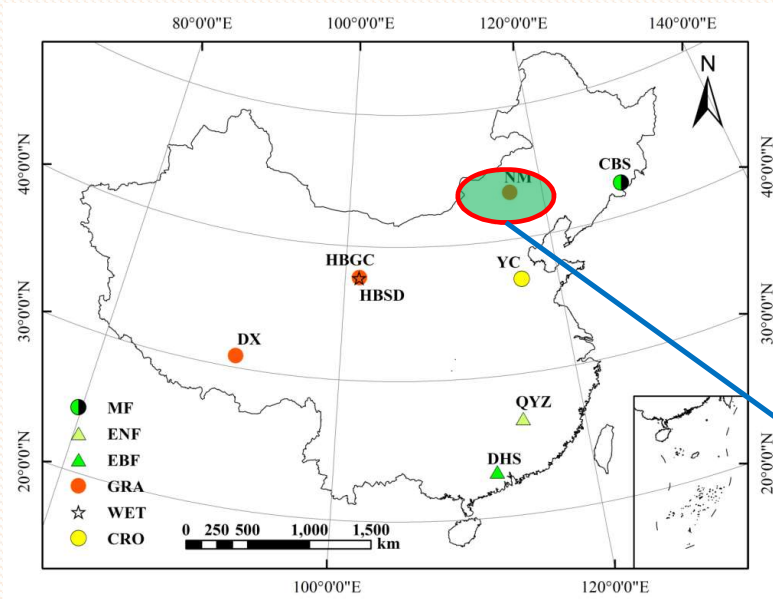 80°0'0"E
100°0'0"E
120°0'0"E
140°0'0"E
N
40°0'0"N
40°0'0"N
CBS
NM
HBGC
YC
HBSD
30°0'0"N
30°0'0"N
DX
QYZ
DHS
20°0'0"N
20°0'0"N
MF
ENF
EBF
GRA
WET
CRO
0 250 500 1,000 1,500
km
100°0'0"E
120°0'0"E